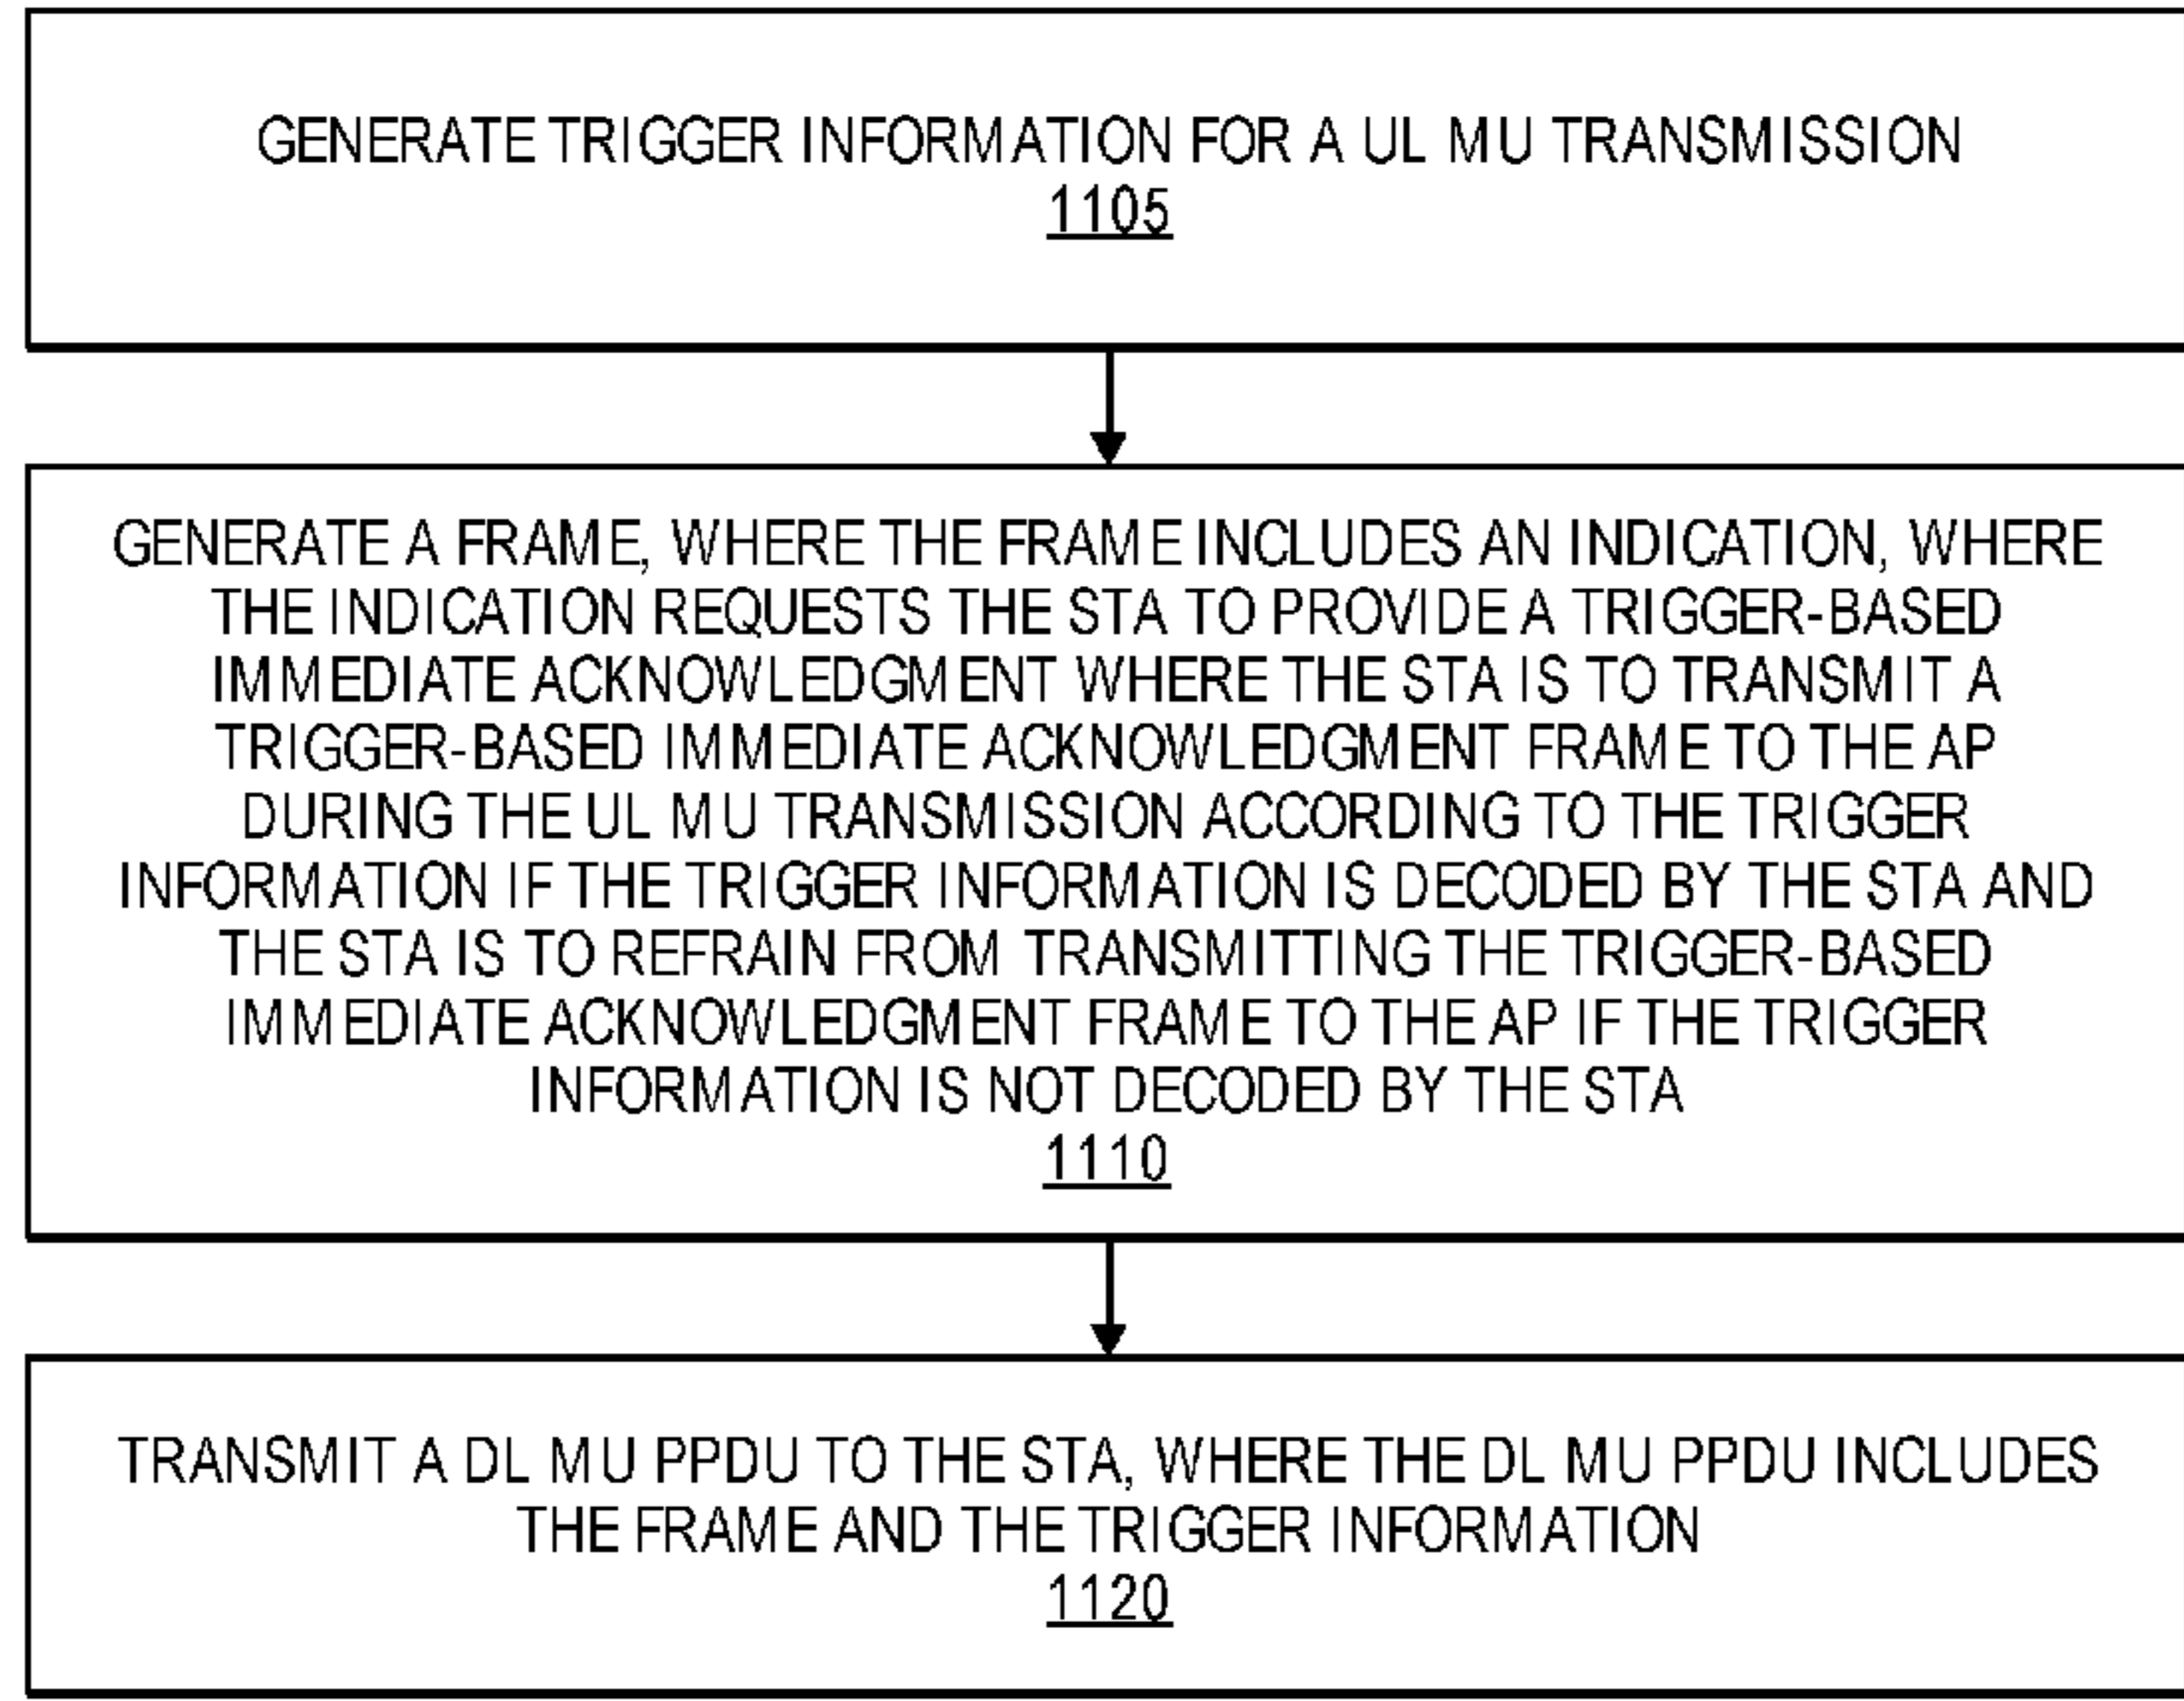 GENERATE TRIGGER INFORMATION FOR A UL MU TRANSMISSION
1105
GENERATE A FRAME, WHERE THE FRAME INCLUDES AN INDICATION, WHERE
THE INDICATION REQUESTS THE STA TO PROVIDE A TRIGGER-BASED
IMMEDIATE ACKNOWLEDGMENT WHERE THE STA IS TO TRANSMIT A
TRIGGER-BASED IMMEDIATE ACKNOWLEDGMENT FRAME TO THE AP
DURING THE UL MU TRANSMISSION ACCORDING TO THE TRIGGER
INFORMATION IF THE TRIGGER INFORMATION IS DECODED BY THE STA AND
THE STA IS TO REFRAIN FROM TRANSMITTING THE TRIGGER-BASED
IMMEDIATE ACKNOWLEDGMENT FRAME TO THE AP IF THE TRIGGER
INFORMATION IS NOT DECODED BY THE STA
1110
TRANSMIT A DL MU PPDU TO THE STA, WHERE THE DL MU PPDU INCLUDES
THE FRAME AND THE TRIGGER INFORMATION
1120